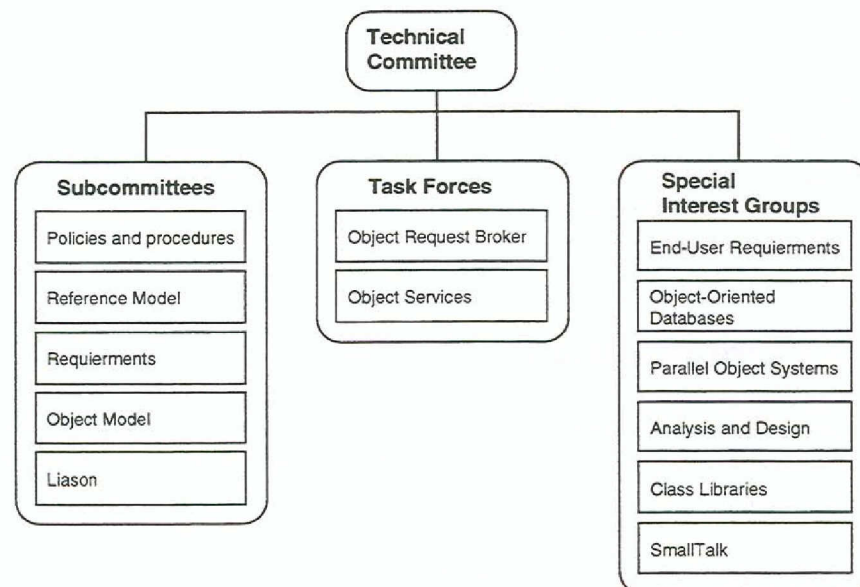 Technical
Committee
Subcommittees
Policies and procedures
Reference Model
Requierments
Object Model
Liason
Task Forces
Object Request Broker
Object Services
Special
Interest Groups
End-User Requierments
Object-Oriented
Databases
Parallel Object Systems
Analysis and Design
Class Libraries
SmallTalk